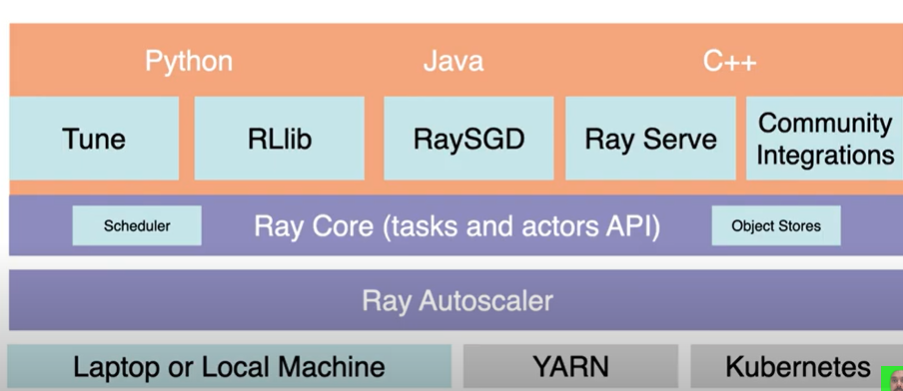 Python Java C++
Tune RLlib RaySGD Ray Serve Community
Integrations
Scheduler Ray Core (tasks and actors API) Object Stores
Ray Autoscaler
Laptop or Local Machine YARN Kubernetes